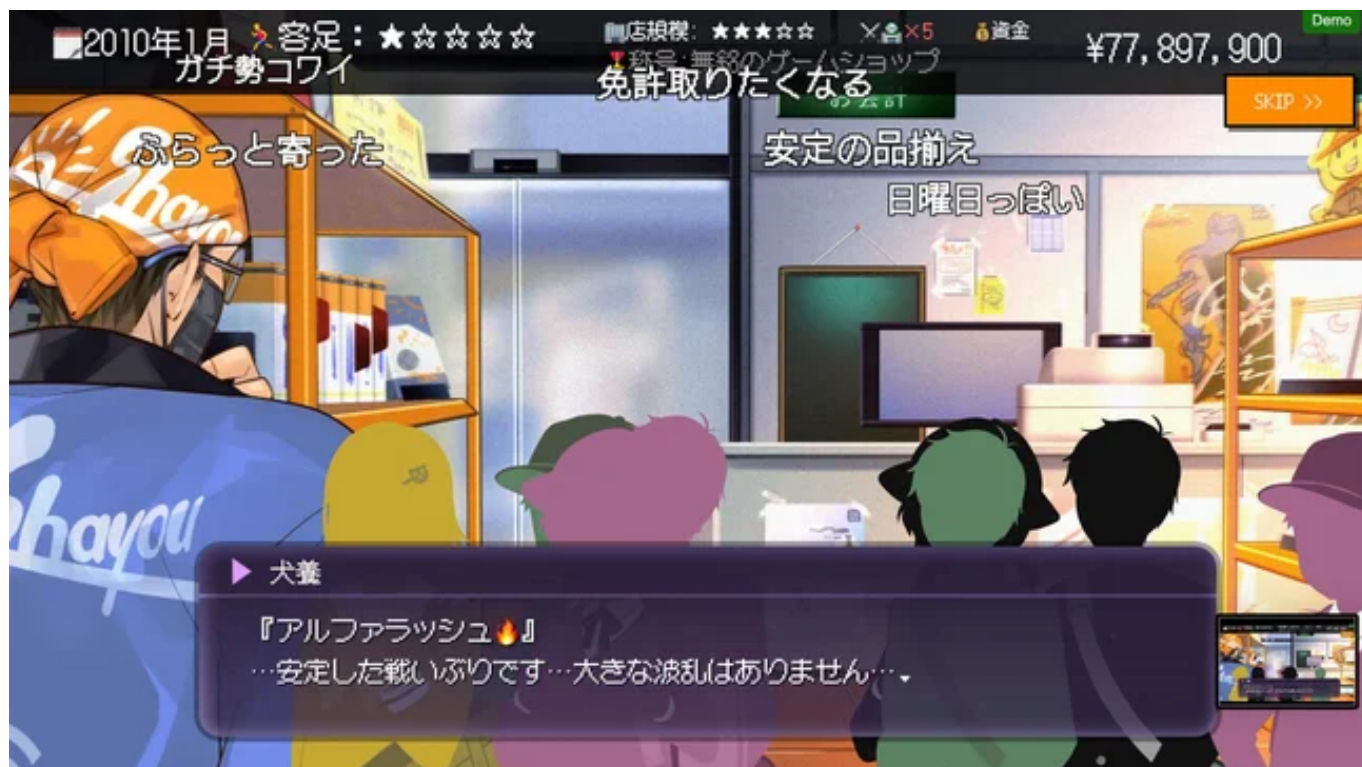 Demo
2010年1月
客足：★☆☆☆☆
店規模：★★★☆☆
×5
資金
¥77,897,900
ガチ勢コワイ
称号:無銘のゲームショップ
免許取りたくなる
お会計
SKIP >>
ふらっと寄った
安定の品揃え
日曜日っぽい
Ohayou
hayou
▶ 犬養
『アルファラッシュ🔥』
…安定した戦いぶりです…大きな波乱はありません…